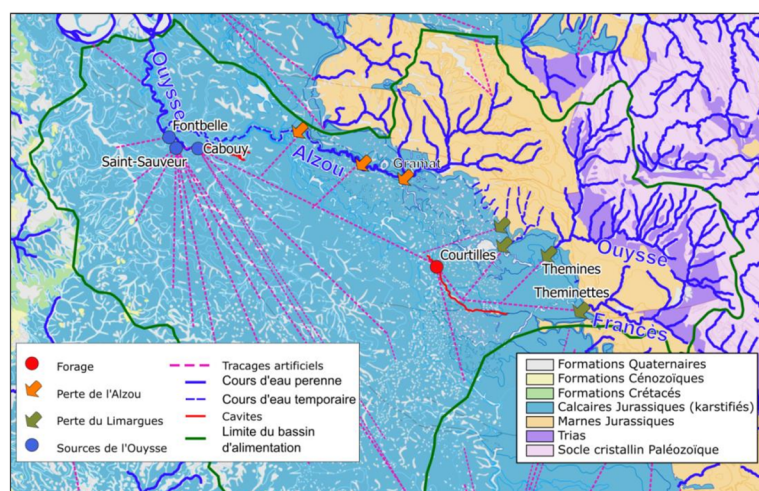 Ouysse
Fontbelle
Cabouy
Saint-Sauveur
Alzou
Gramat
Courtilles
Ouysse
Themines
Theminettes
Francès
Forage
Perte de l'Alzou
Perte du Limargues
Sources de l'Ouysse
Tracages artificiels
Cours d'eau perenne
Cours d'eau temporaire
Cavites
Limite du bassin
d'alimentation
Formations Quaternaires
Formations Cénozoïques
Formations Crétacés
Calcaires Jurassiques (karstifiés)
Marnes Jurassiques
Trias
Socle cristallin Paléozoïque